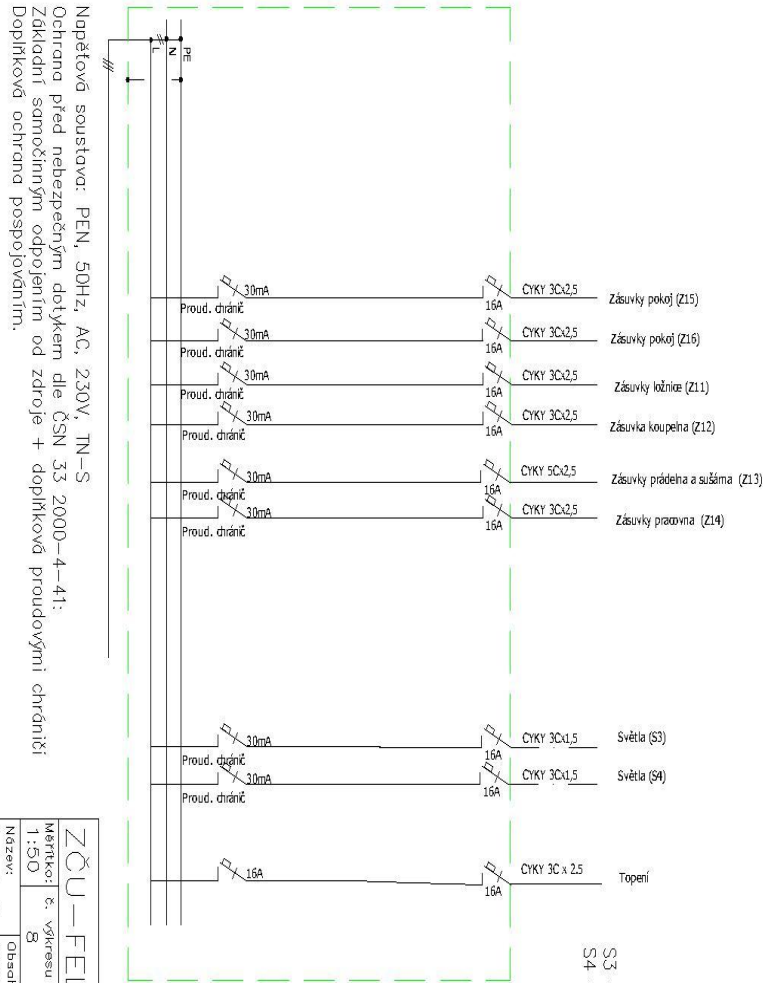 PE
N
L
30mA
Proud. chránič
16A
CYKY 3Cx2,5
Zásuvky pokoj (Z15)
30mA
Proud. chránič
16A
CYKY 3Cx2,5
Zásuvky pokoj (Z16)
30mA
Proud. chránič
16A
CYKY 3Cx2,5
Zásuvky ložnice (Z11)
30mA
Proud. chránič
16A
CYKY 3Cx2,5
Zásuvka koupelna (Z12)
30mA
Proud. chránič
16A
CYKY 5Cx2,5
Zásuvky prádelna a sušárna (Z13)
30mA
Proud. chránič
16A
CYKY 3Cx2,5
Zásuvky pracovna (Z14)
30mA
Proud. chránič
16A
CYKY 3Cx1,5
Světla (S3)
30mA
Proud. chránič
16A
CYKY 3Cx1,5
Světla (S4)
16A
16A
CYKY 3C x 2.5
Topení
S3
S4
Napěťová soustava: PEN, 50Hz, AC, 230V, TN-S
Ochrana před nebezpečným dotykem dle ČSN 33 2000-4-41:
Základní samočinným odpojením od zdroje + doplňková proudovými chrániči
Doplňková ochrana pospojováním.
ZČU-FEL
Měřítko: č. výkresu
1:50 8
Název: Obsah